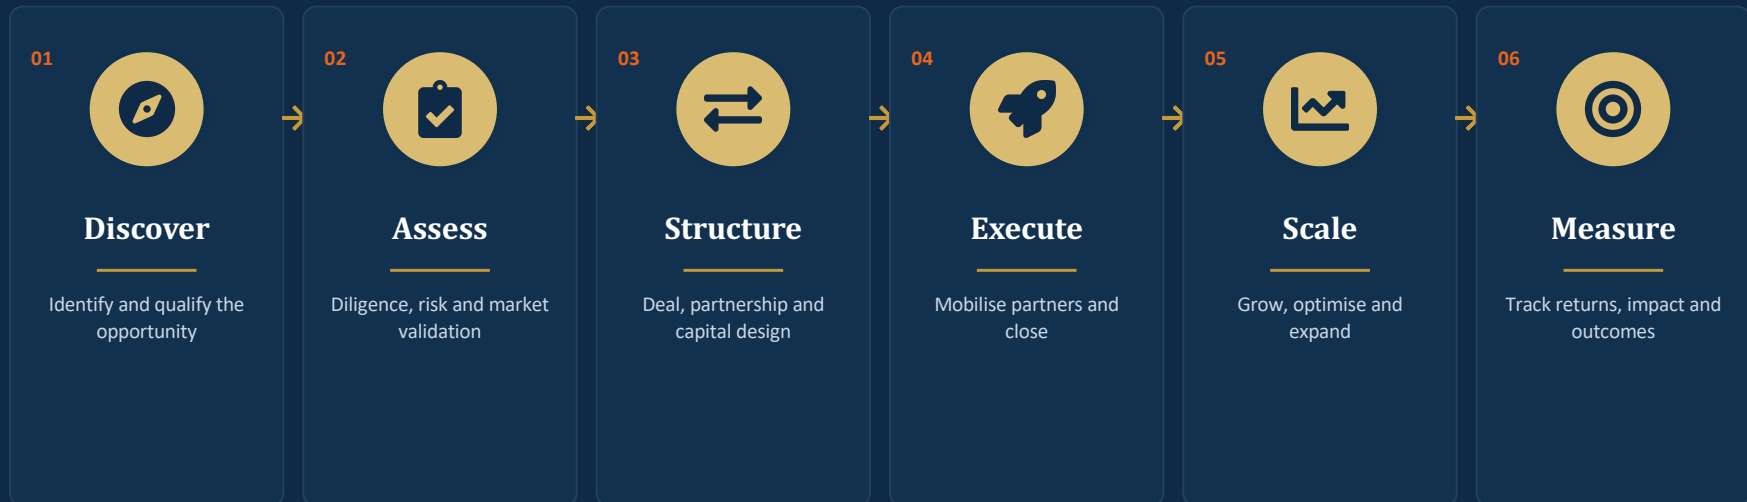 01
Discover
Identify and qualify the
opportunity
02
Assess
Diligence, risk and market
validation
03
Structure
Deal, partnership and
capital design
04
Execute
Mobilise partners and
close
05
Scale
Grow, optimise and
expand
06
Measure
Track returns, impact and
outcomes